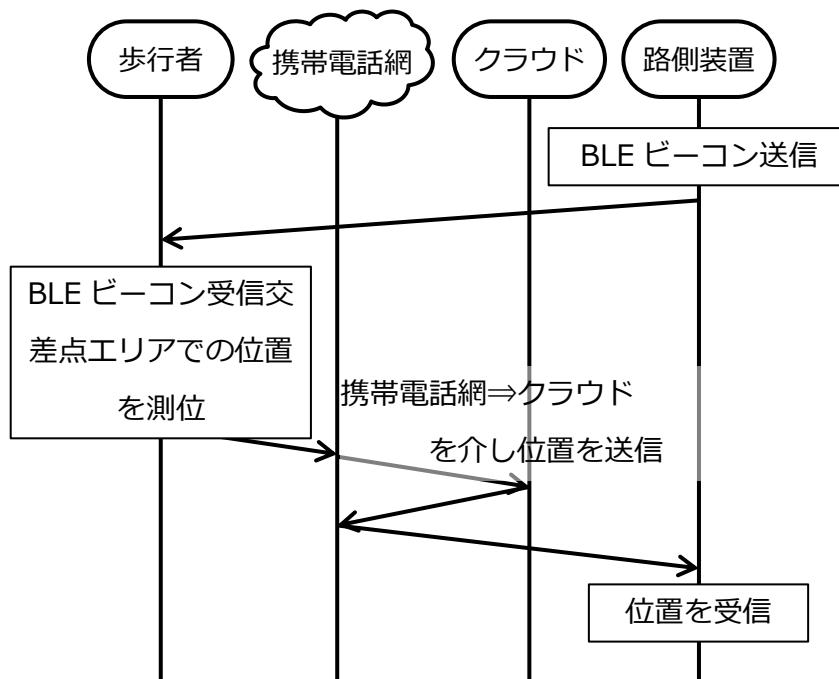 歩行者
携帯電話網
クラウド
路側装置
BLE ビーコン送信
BLE ビーコン受信交
差点エリアでの位置
を測位
携帯電話網⇒クラウド
を介し位置を送信
位置を受信